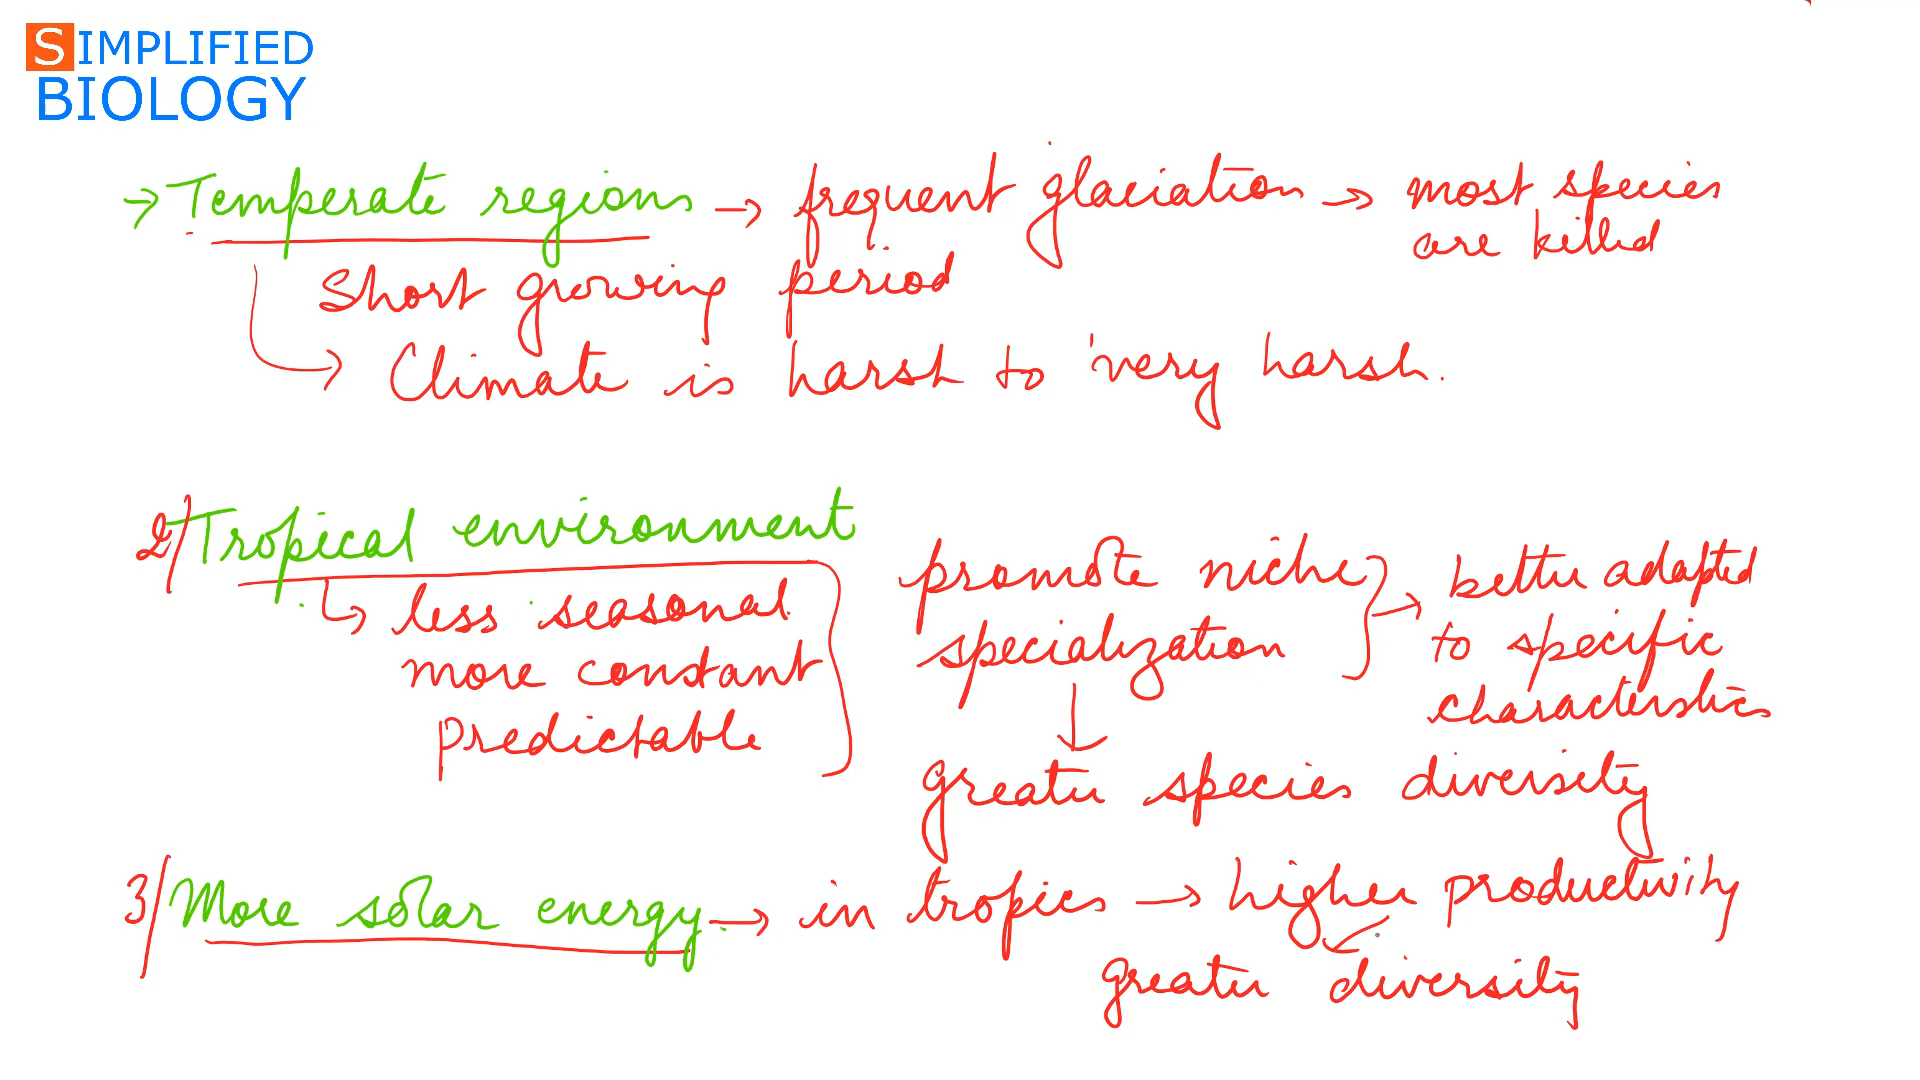 SIMPLIFIED
BIOLOGY
→ Temperate regions → frequent glaciation → most species
are killed
Short growing period
→ Climate is harsh to very harsh.
2) Tropical environment
promote niche → better adapted
↳ less seasonal
specialization to specific
more constant
characteristics
predictable
↓
greater species diversity
3) More solar energy → in tropics → higher productivity
greater diversity